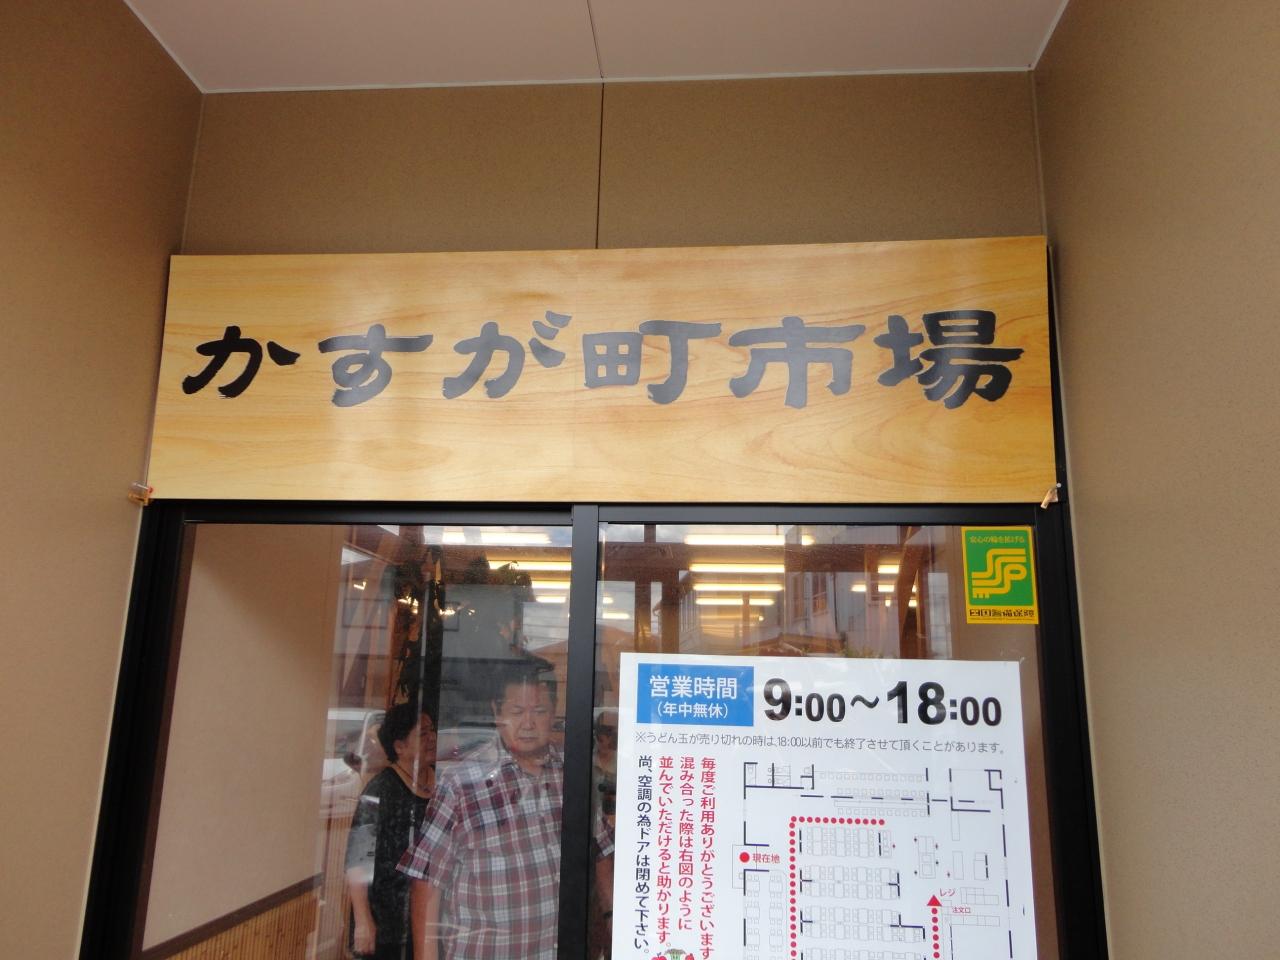 かすが町市場
安心の輪を拡げる
SSP
四国警備保障
営業時間
(年中無休)
9:00〜18:00
※うどん玉が売り切れの時は、18:00以前でも終了させて頂くことがあります。
毎度ご利用ありがとうございます
混み合った際は右図のように
並んでいただけると助かります。
尚、空調の為ドアは閉めて下さい。
現在地
レジ
注文口